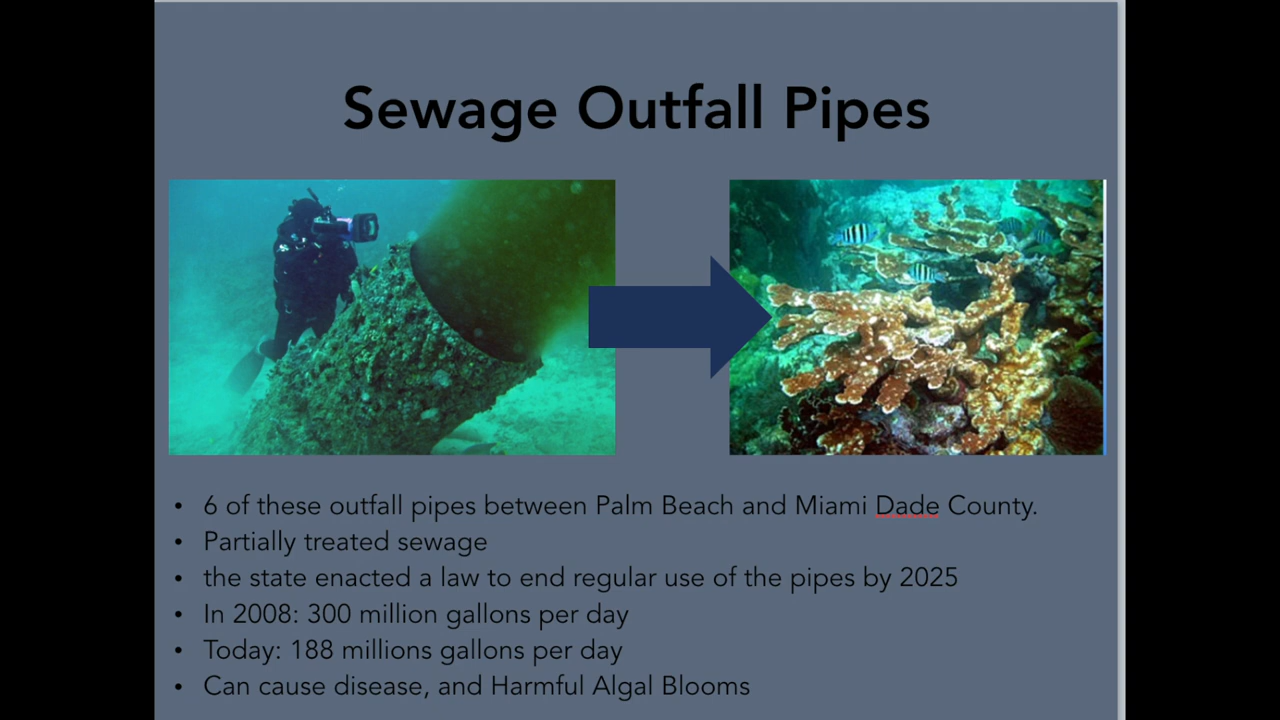 Sewage Outfall Pipes
• 6 of these outfall pipes between Palm Beach and Miami Dade County.
• Partially treated sewage
• the state enacted a law to end regular use of the pipes by 2025
• In 2008: 300 million gallons per day
• Today: 188 millions gallons per day
• Can cause disease, and Harmful Algal Blooms